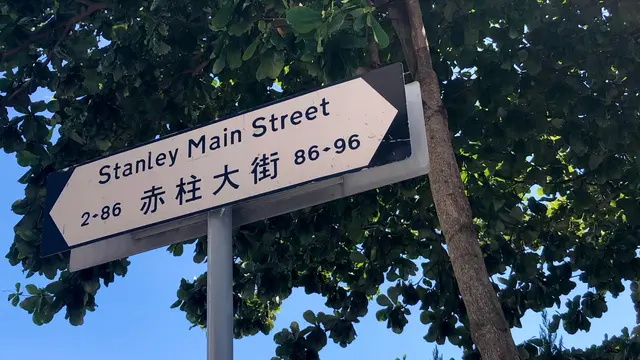 Stanley Main Street
2-86 赤柱大街 86-96